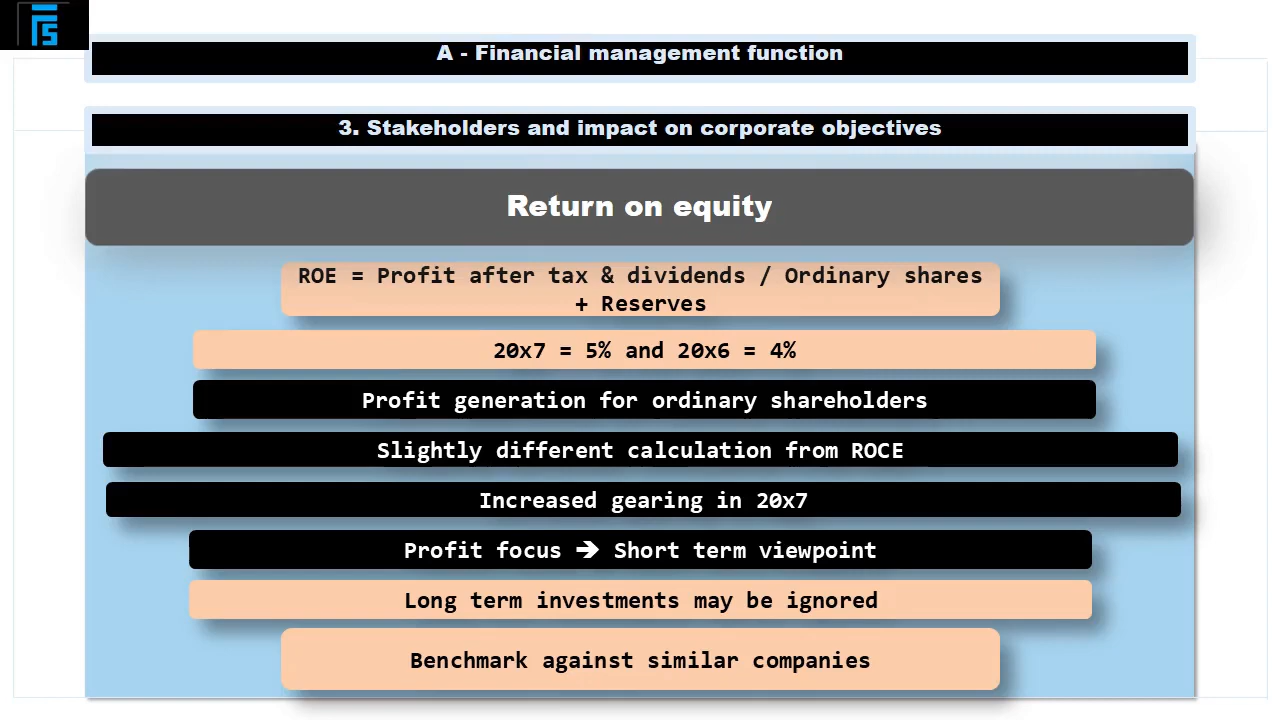 A - Financial management function
3. Stakeholders and impact on corporate objectives
Return on equity
ROE = Profit after tax & dividends / Ordinary shares
+ Reserves
20x7 = 5% and 20x6 = 4%
Profit generation for ordinary shareholders
Slightly different calculation from ROCE
Increased gearing in 20x7
Profit focus ➔ Short term viewpoint
Long term investments may be ignored
Benchmark against similar companies